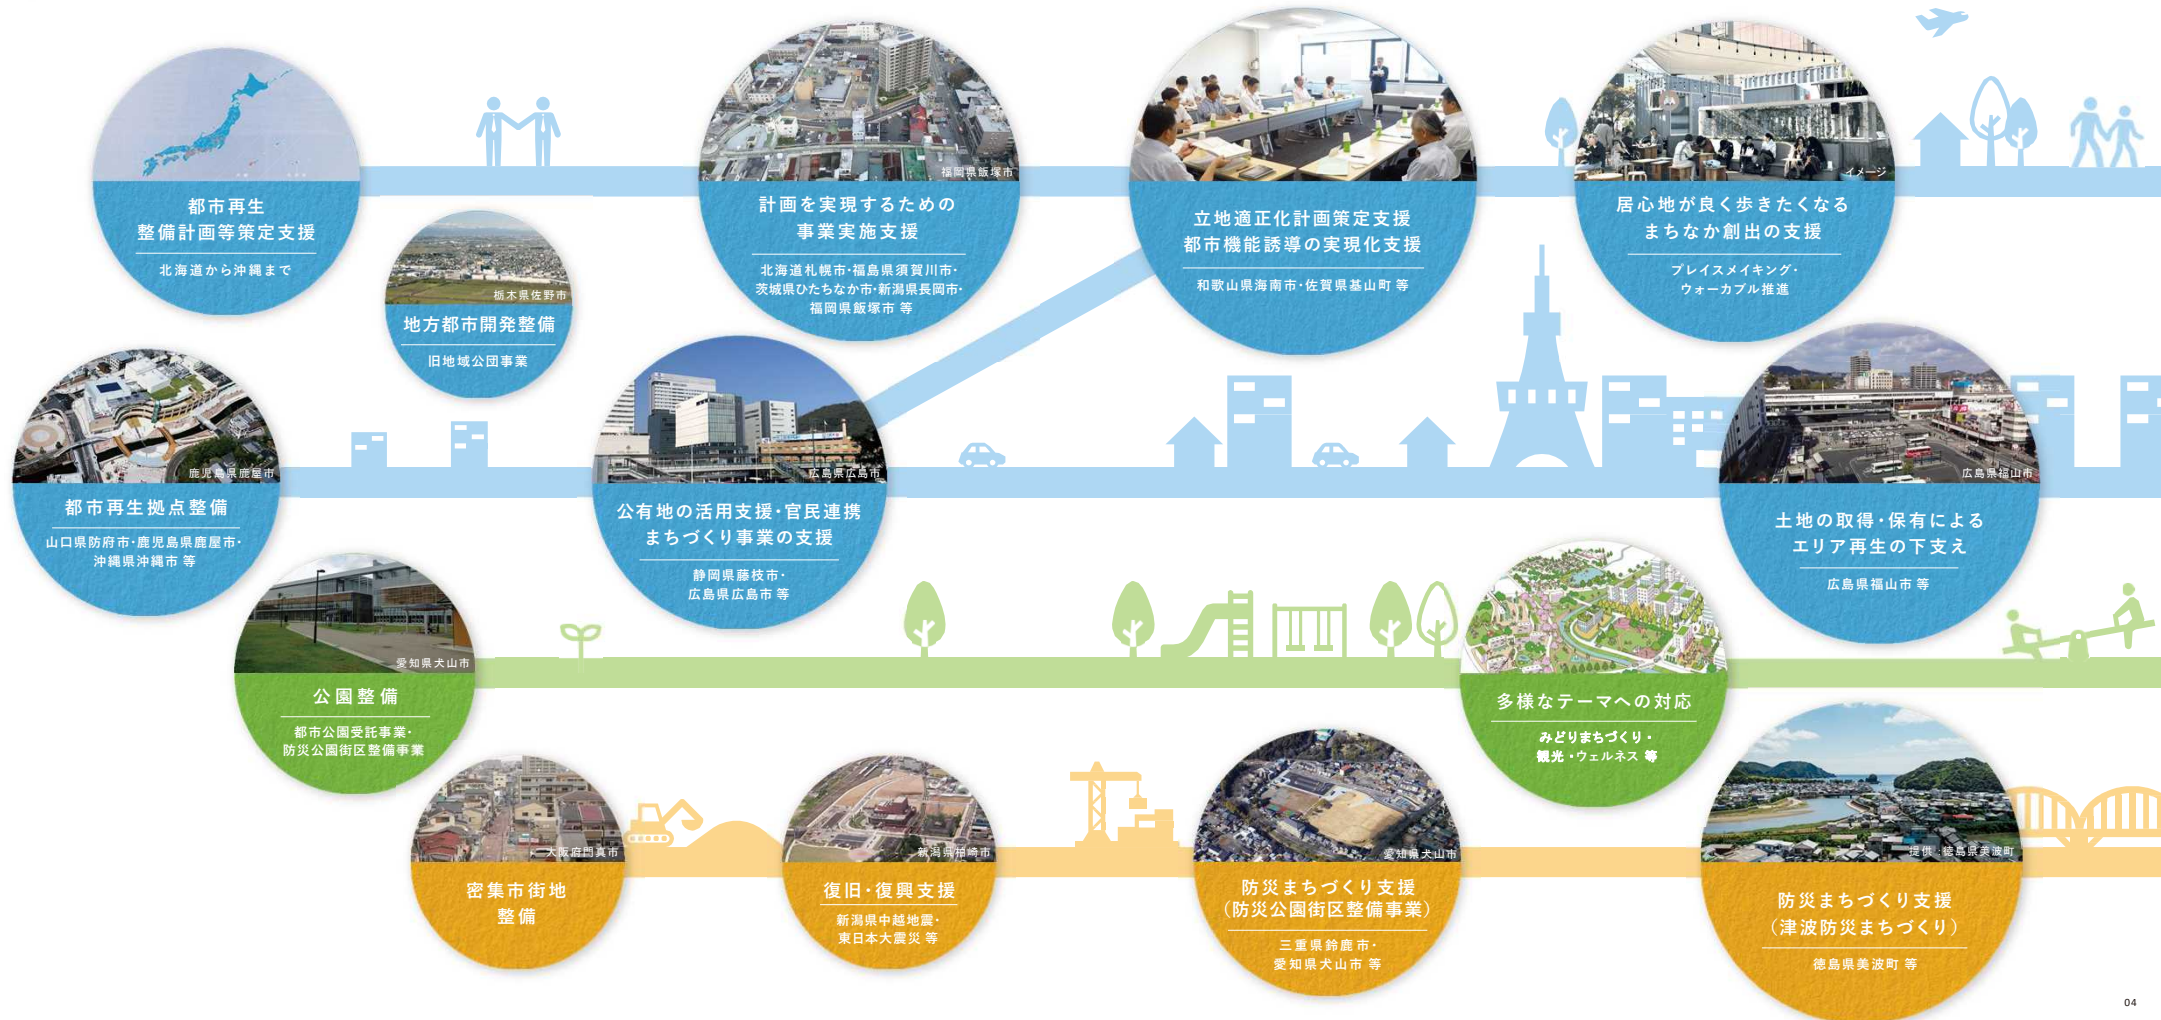 都市再生
整備計画等策定支援
北海道から沖縄まで
栃木県佐野市
地方都市開発整備
旧地域公団事業
福岡県飯塚市
計画を実現するための
事業実施支援
北海道札幌市・福島県須賀川市・
茨城県ひたちなか市・新潟県長岡市・
福岡県飯塚市 等
立地適正化計画策定支援
都市機能誘導の実現化支援
和歌山県海南市・佐賀県基山町 等
イメージ
居心地が良く歩きたくなる
まちなか創出の支援
プレイスメイキング・
ウォーカブル推進
鹿児島県鹿屋市
都市再生拠点整備
山口県防府市・鹿児島県鹿屋市・
沖縄県沖縄市 等
広島県広島市
公有地の活用支援・官民連携
まちづくり事業の支援
静岡県藤枝市・
広島県広島市 等
広島県福山市
土地の取得・保有による
エリア再生の下支え
広島県福山市 等
愛知県犬山市
公園整備
都市公園受託事業・
防災公園街区整備事業
多様なテーマへの対応
みどりまちづくり・
観光・ウェルネス 等
大阪府門真市
密集市街地
整備
新潟県柏崎市
復旧・復興支援
新潟県中越地震・
東日本大震災 等
愛知県犬山市
防災まちづくり支援
（防災公園街区整備事業）
三重県鈴鹿市・
愛知県犬山市 等
提供：徳島県美波町
防災まちづくり支援
（津波防災まちづくり）
徳島県美波町 等
04